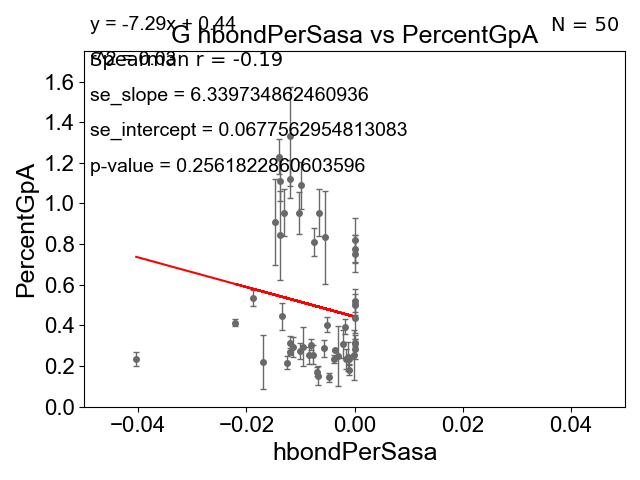 G hbondPerSasa vs PercentGpA
y = -7.29x + 0.44
N = 50
Spearman r = -0.19
se_slope = 6.339734862460936
se_intercept = 0.0677562954813083
p-value = 0.2561822860603596
PercentGpA
1.6
1.4
1.2
1.0
0.8
0.6
0.4
0.2
0.0
−0.04
−0.02
0.00
0.02
0.04
hbondPerSasa